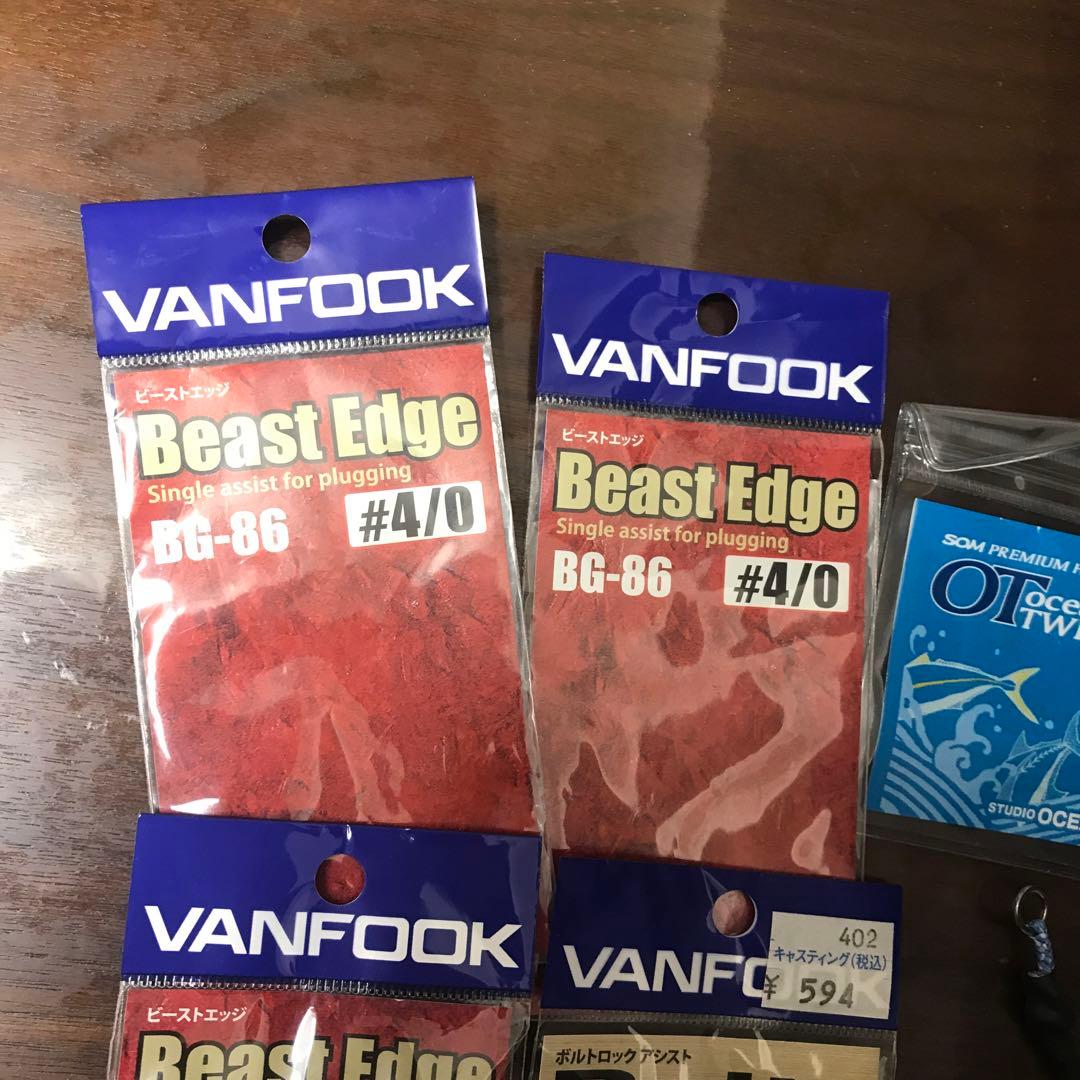 VANFOOK
ビーストエッジ
Beast Edge
Single assist for plugging
BG-86 #4/0
VANFOOK
ビーストエッジ
Beast Edge
Single assist for plugging
BG-86 #4/0
SOM PREMIUM
OT
STUDIO
VANFOOK
ビーストエッジ
Beast Edge
VANFOOK
402
キャスティング(税込)
¥ 594
ボルトロック アシスト